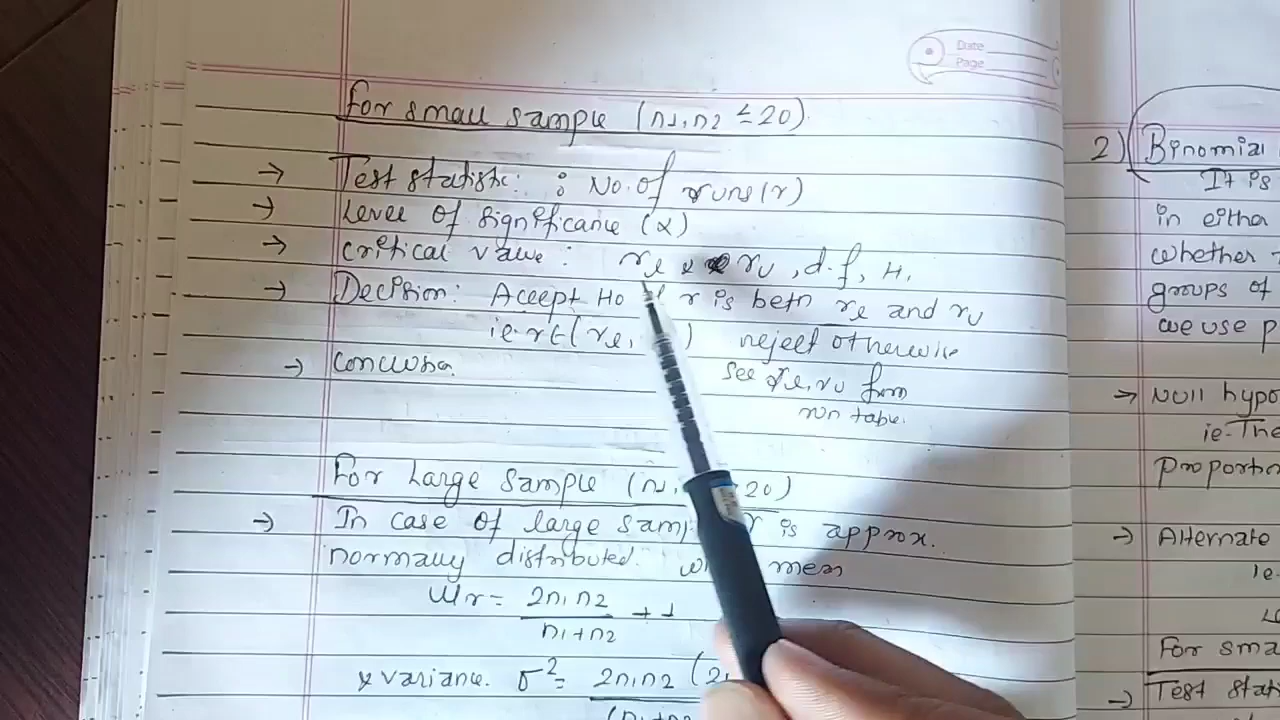 Date
Page
For small sample (n1, n2 ≤ 20).
→ Test statistic: : No. of runs (r)
→ Level of significance (α)
→ Critical value : rl & rU, d.f, H1
→ Decision: Accept H0 r is betn rl and rU
ie. r ∈ (rl, ) reject otherwise
→ conclusion.
see rl, rU from
run table.
For Large Sample (n1 20)
→ In case of large r is approx.
normally distributed. mean
μr = 2n1n2 / n1+n2 + 1
& variance. σ² = 2n1n2 (2
2) Binomial
It is
in either
whether
groups of
we use p
→ Null hypo
ie. The
proportion
→ Alternate
ie.
For sma
→ Test stati